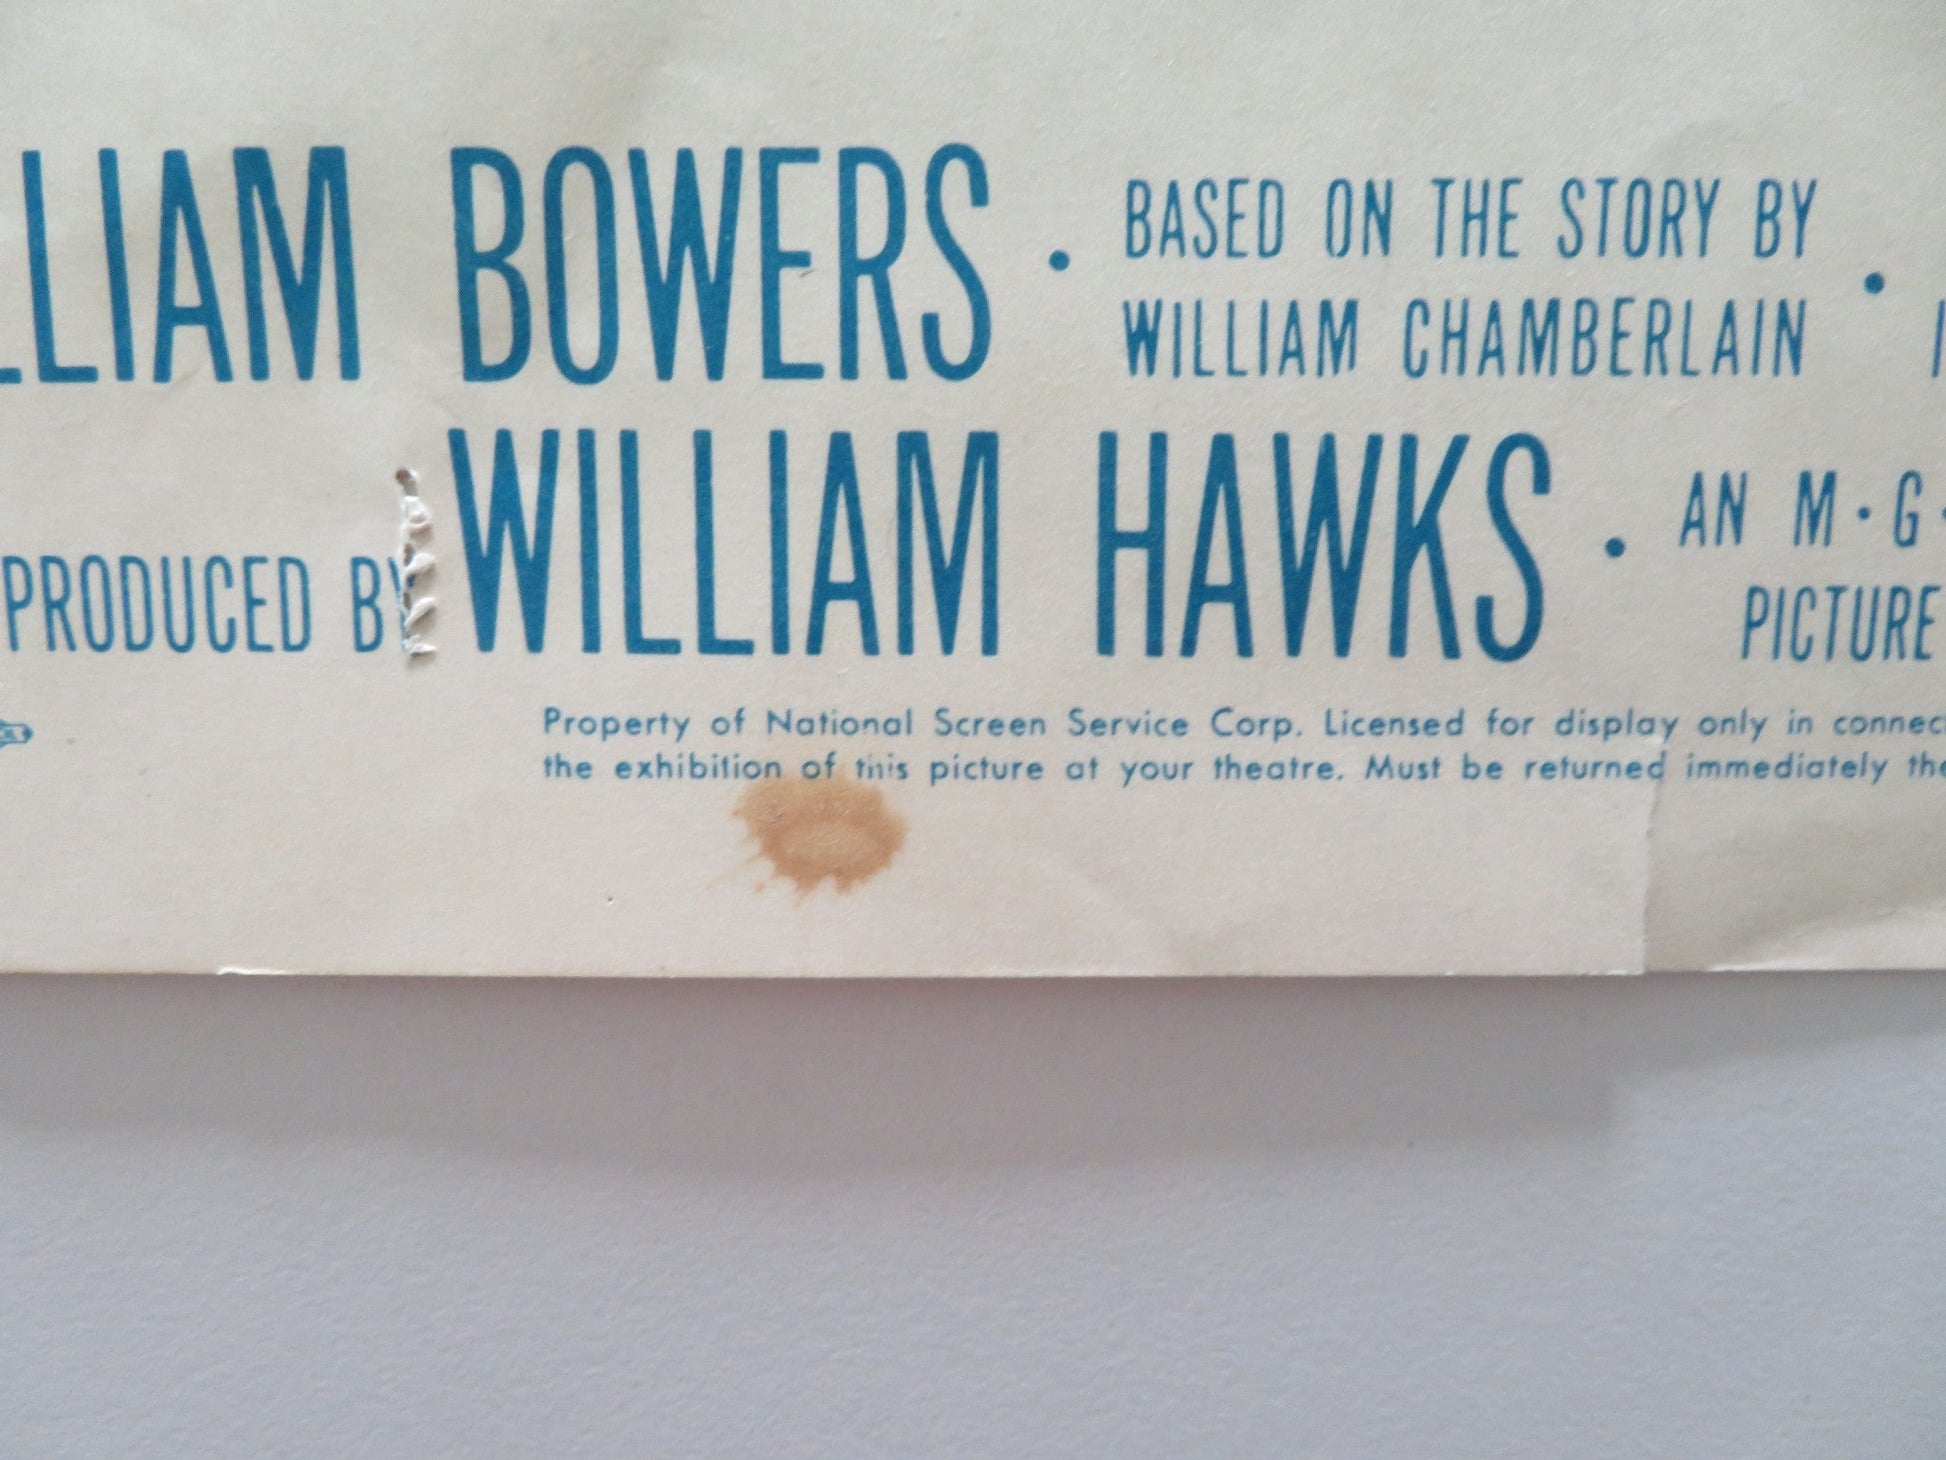 LLIAM BOWERS • BASED ON THE STORY BY
WILLIAM CHAMBERLAIN •
PRODUCED BY WILLIAM HAWKS • AN M•G•
PICTURE
Property of National Screen Service Corp. Licensed for display only in connec
the exhibition of this picture at your theatre. Must be returned immediately the